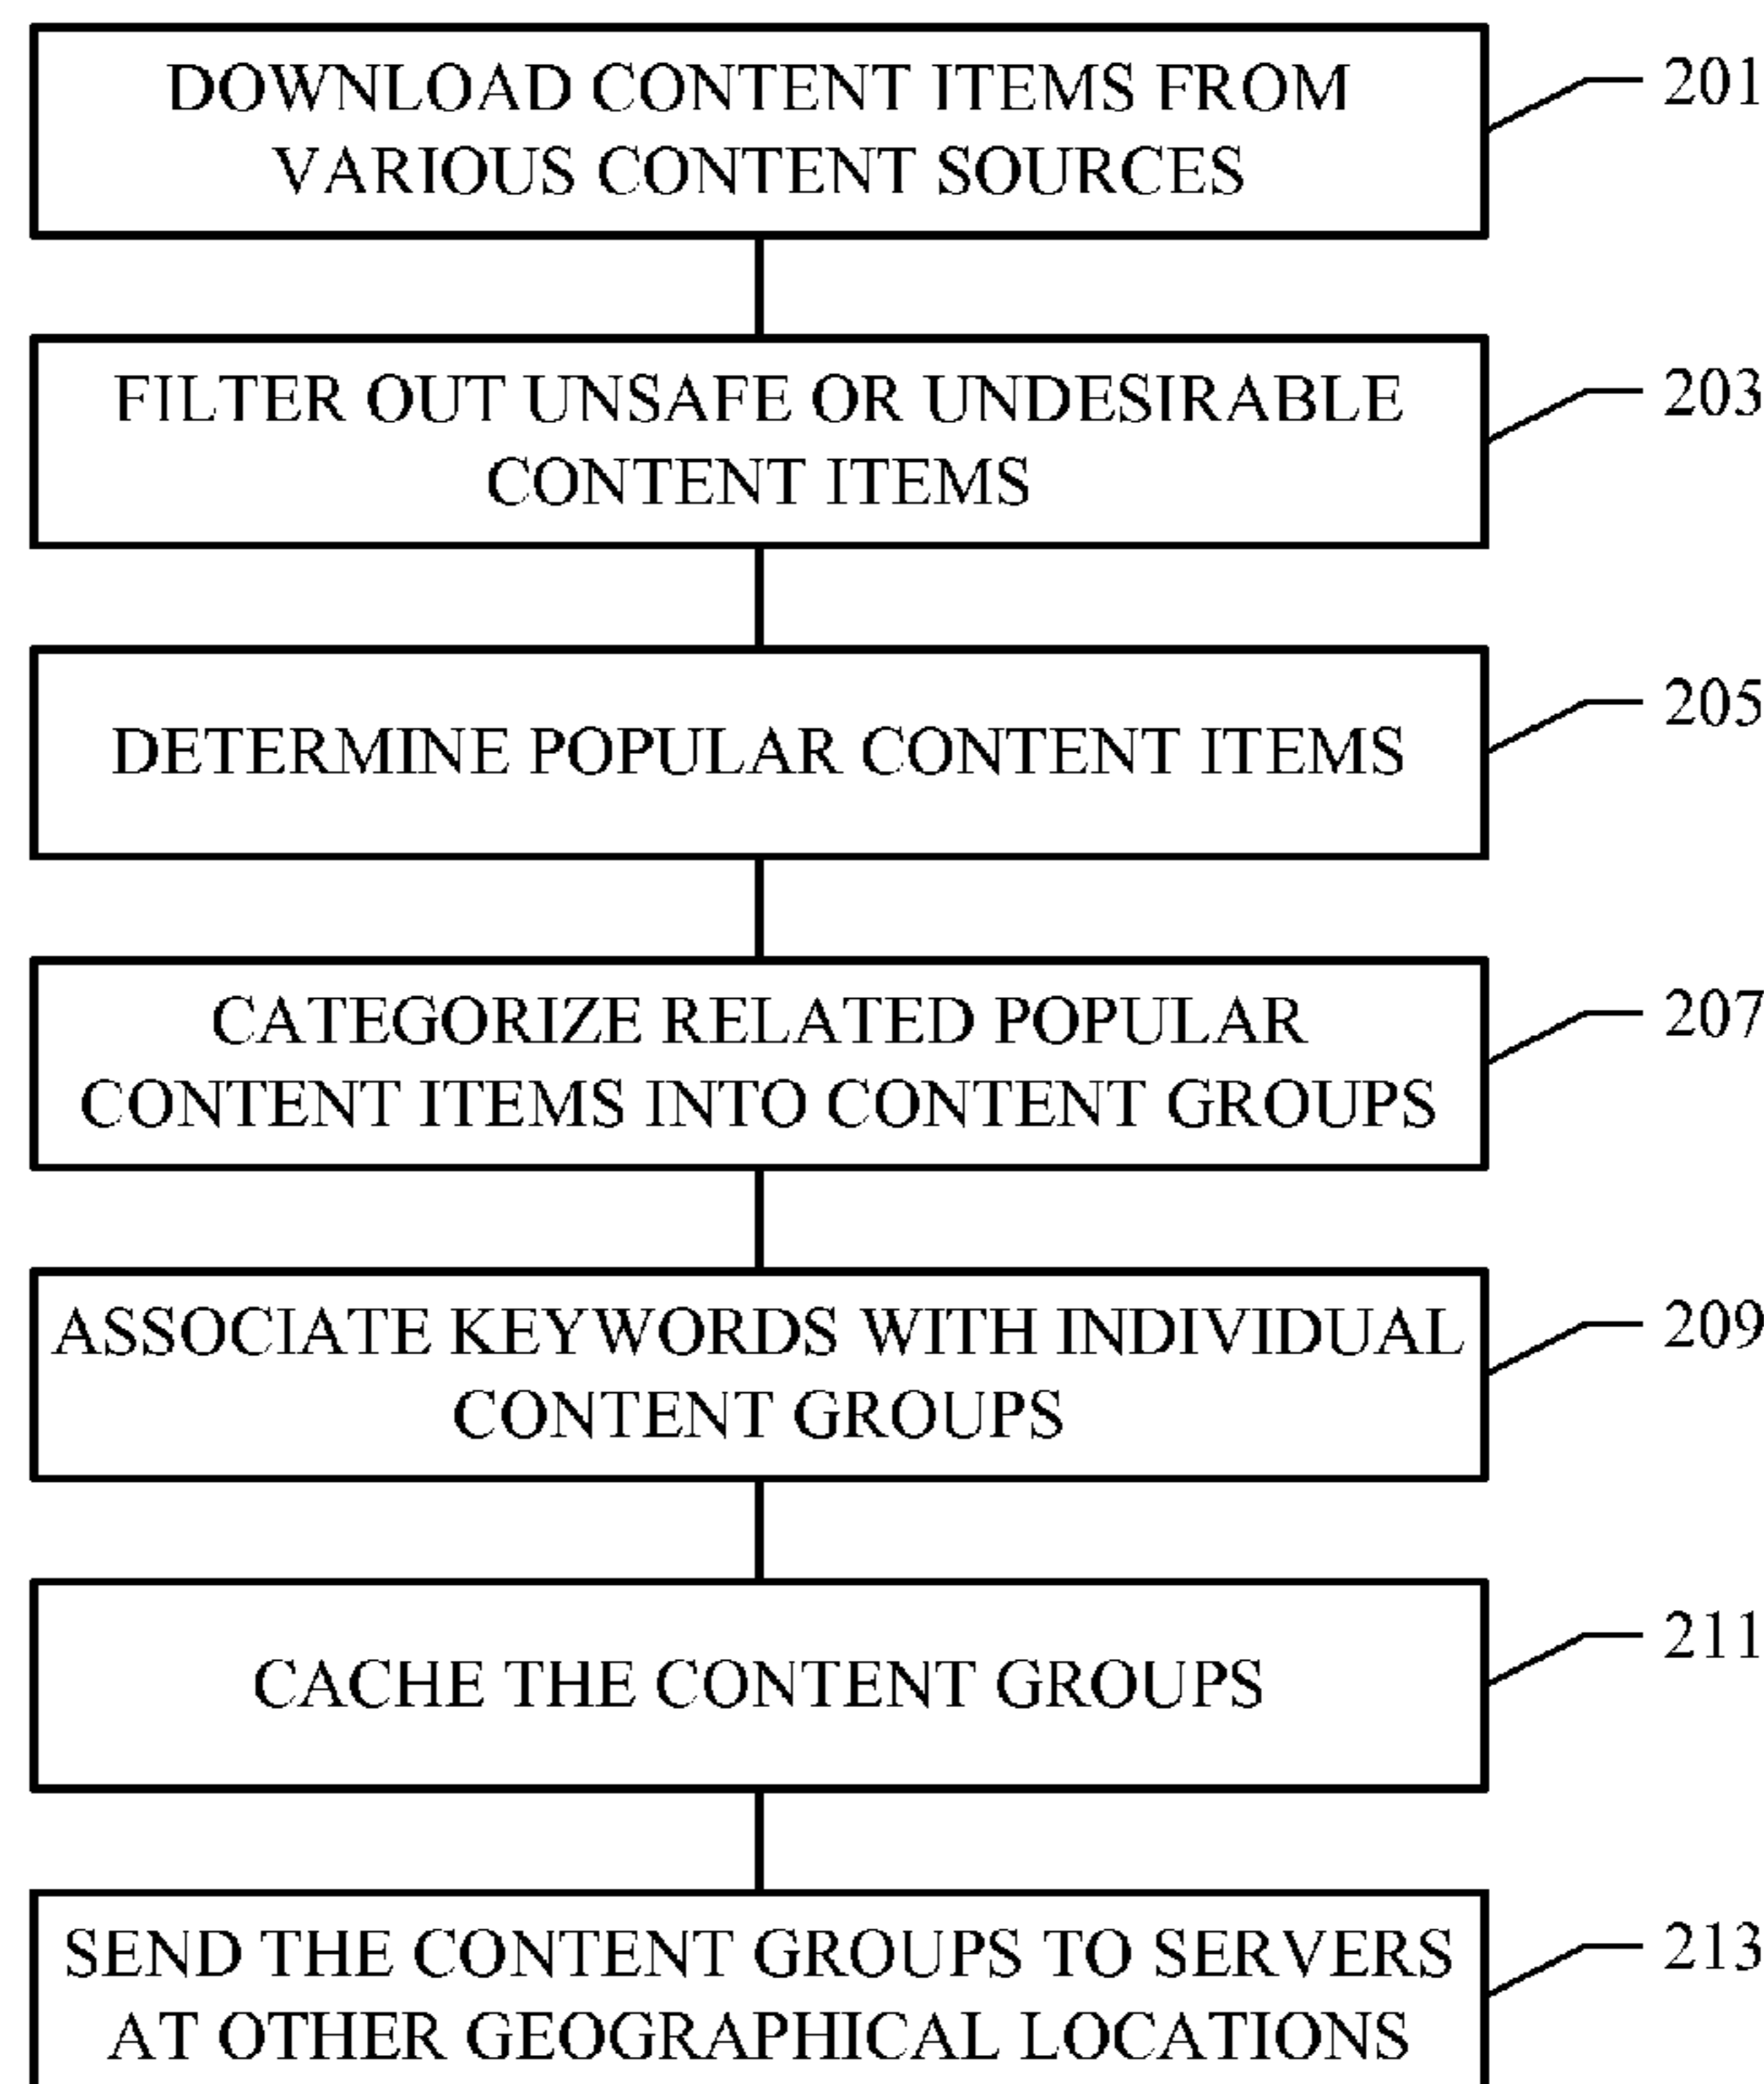 DOWNLOAD CONTENT ITEMS FROM
VARIOUS CONTENT SOURCES
201
FILTER OUT UNSAFE OR UNDESIRABLE
CONTENT ITEMS
203
DETERMINE POPULAR CONTENT ITEMS
205
CATEGORIZE RELATED POPULAR
CONTENT ITEMS INTO CONTENT GROUPS
207
ASSOCIATE KEYWORDS WITH INDIVIDUAL
CONTENT GROUPS
209
CACHE THE CONTENT GROUPS
211
SEND THE CONTENT GROUPS TO SERVERS
AT OTHER GEOGRAPHICAL LOCATIONS
213